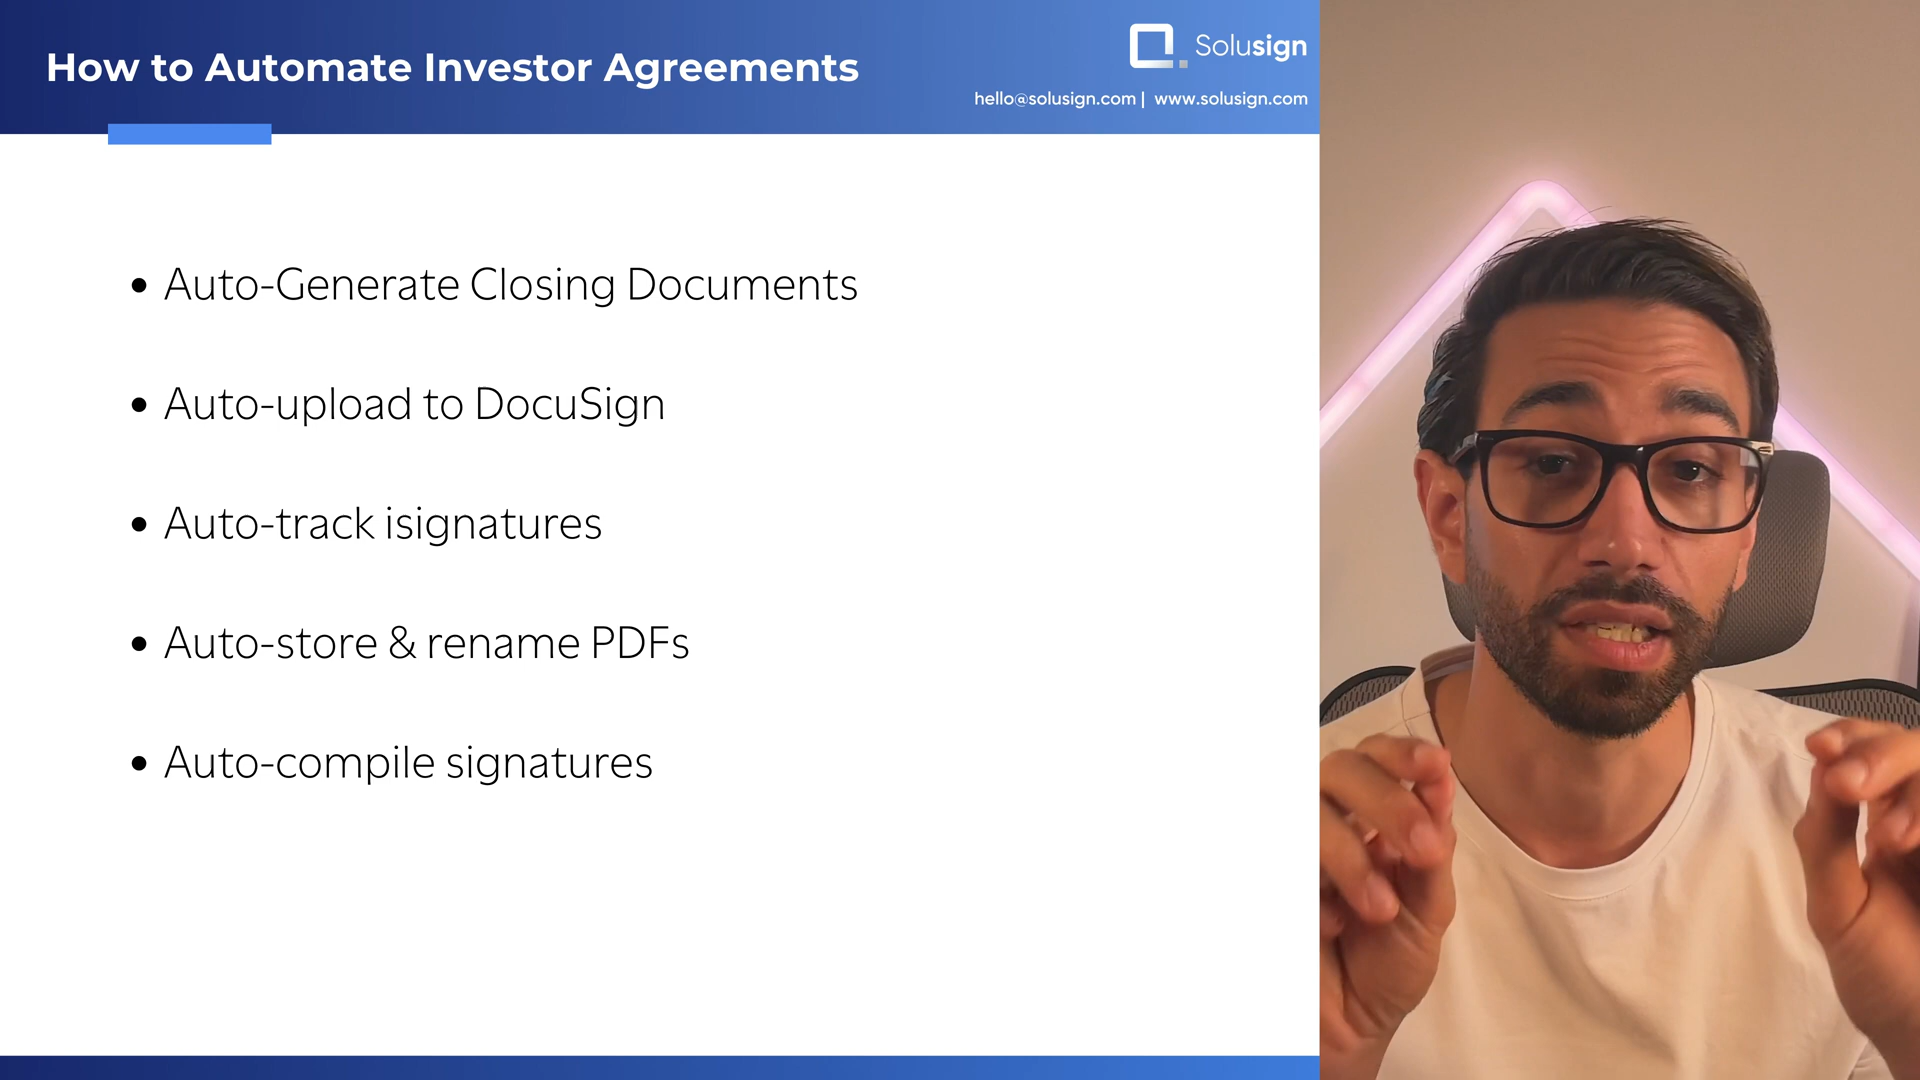 How to Automate Investor Agreements
Solusign
hello@solusign.com | www.solusign.com
• Auto-Generate Closing Documents
• Auto-upload to DocuSign
• Auto-track isignatures
• Auto-store & rename PDFs
• Auto-compile signatures